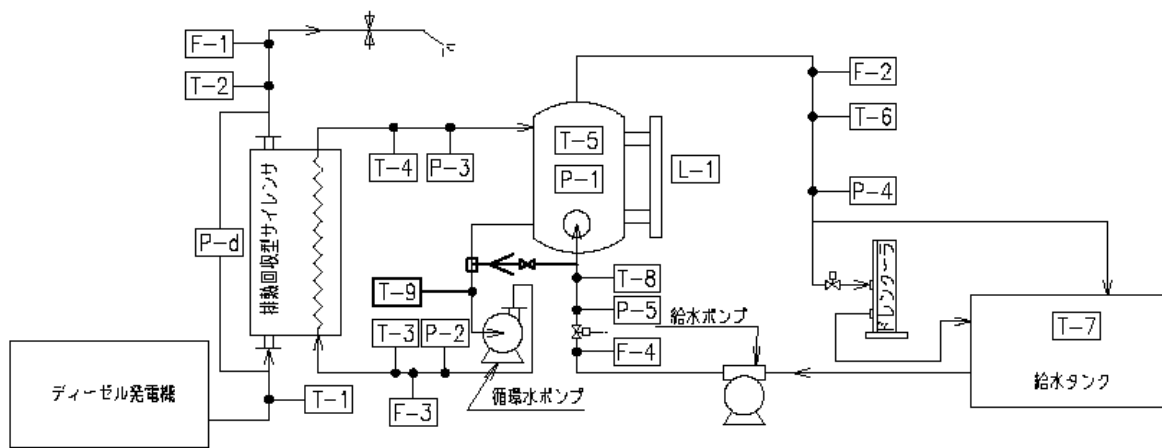 F-1
T-2
F-2
T-6
P-4
T-4
P-3
T-5
P-1
L-1
排熱回収型サイレンサ
P-d
T-9
T-8
P-5
T-3
P-2
F-3
F-4
T-1
循環水ポンプ
給水ポンプ
ドレンクーラ
T-7
給水タンク
ディーゼル発電機